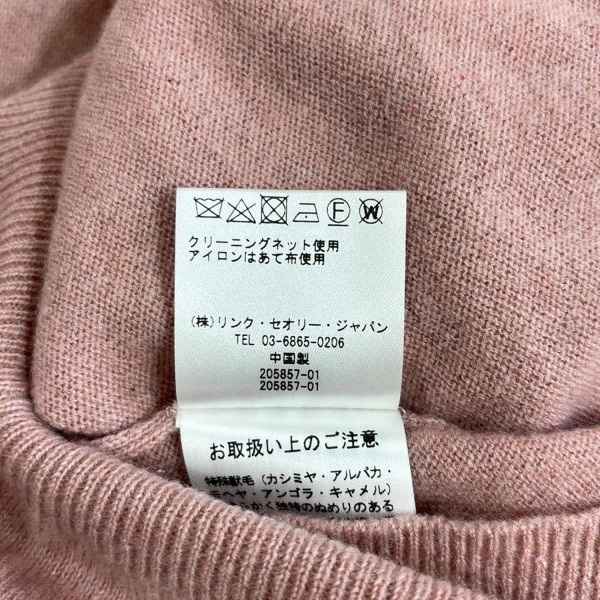 クリーニングネット使用
アイロンはあて布使用
(株)リンク・セオリー・ジャパン
TEL 03-6865-0206
中国製
205857-01
205857-01
お取扱い上のご注意
特殊獣毛(カシミヤ・アルパカ・
モヘヤ・アンゴラ・キャメル)
かく独特のぬめりのある